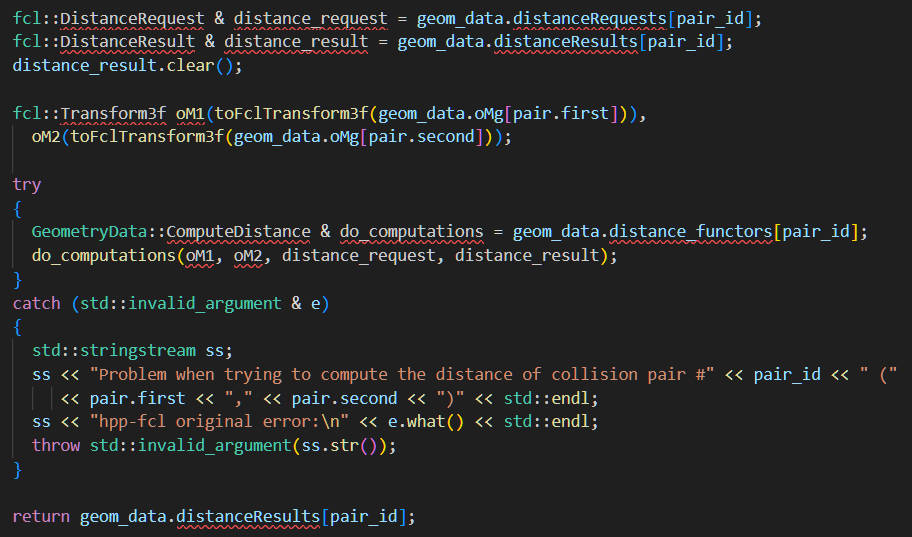 fcl::DistanceRequest & distance_request = geom_data.distanceRequests[pair_id];
fcl::DistanceResult & distance_result = geom_data.distanceResults[pair_id];
distance_result.clear();
fcl::Transform3f oM1(toFclTransform3f(geom_data.oMg[pair.first])),
oM2(toFclTransform3f(geom_data.oMg[pair.second]));
try
{
GeometryData::ComputeDistance & do_computations = geom_data.distance_functors[pair_id];
do_computations(oM1, oM2, distance_request, distance_result);
}
catch (std::invalid_argument & e)
{
std::stringstream ss;
ss << "Problem when trying to compute the distance of collision pair #" << pair_id << " ("
<< pair.first << "," << pair.second << ")" << std::endl;
ss << "hpp-fcl original error:\n" << e.what() << std::endl;
throw std::invalid_argument(ss.str());
}
return geom_data.distanceResults[pair_id];